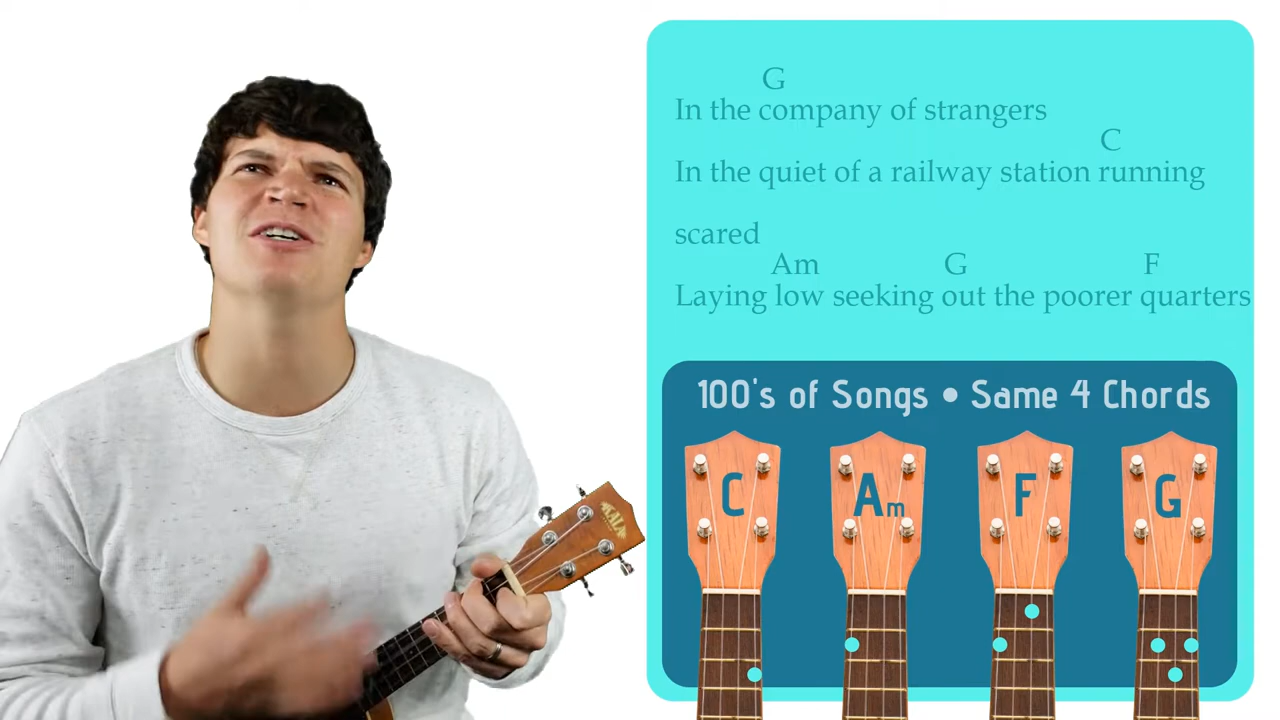 G
In the company of strangers
C
In the quiet of a railway station running
scared
Am G F
Laying low seeking out the poorer quarters
100's of Songs • Same 4 Chords
C Am F G
KALA